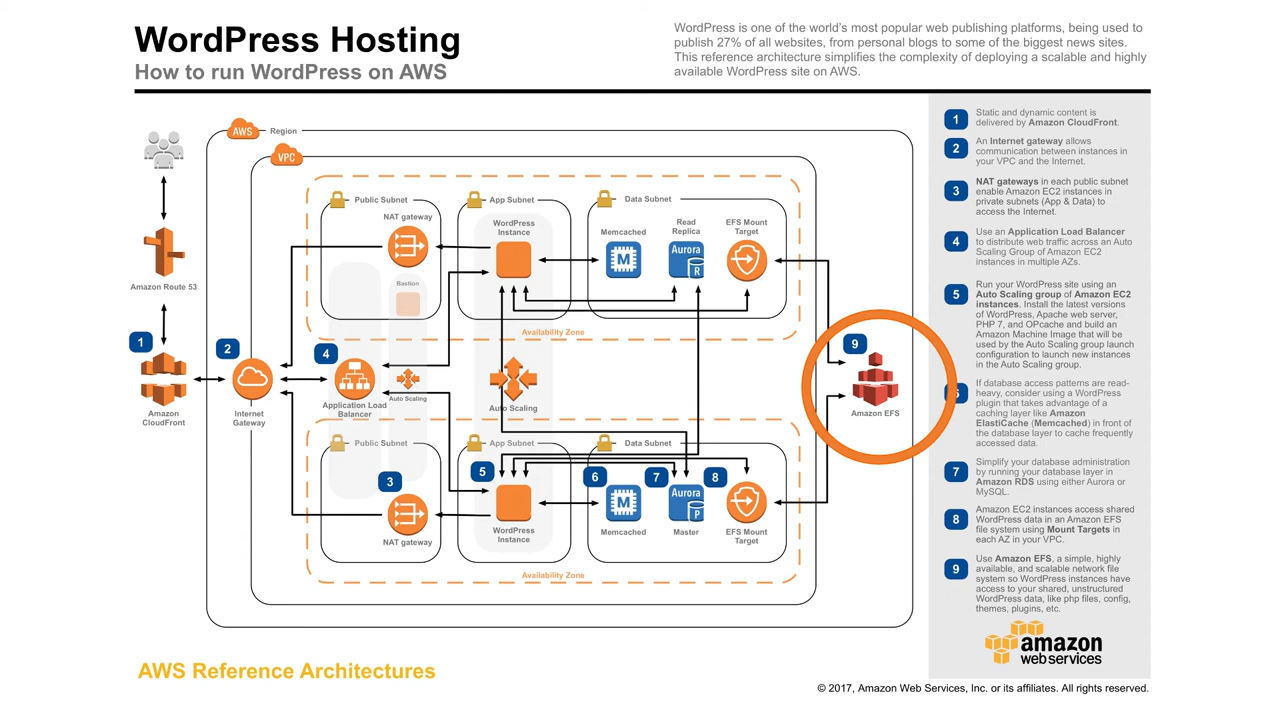 WordPress Hosting
How to run WordPress on AWS
WordPress is one of the world's most popular web publishing platforms, being used to
publish 27% of all websites, from personal blogs to some of the biggest news sites.
This reference architecture simplifies the complexity of deploying a scalable and highly
available WordPress site on AWS.
AWS
Region
VPC
Public Subnet
App Subnet
Data Subnet
NAT gateway
WordPress
Instance
Memcached
Read
Replica
EFS Mount
Target
M
Aurora
R
Bastion
Availability Zone
Amazon Route 53
1
2
4
9
Amazon
CloudFront
Internet
Gateway
Application Load
Balancer
Auto Scaling
Auto Scaling
Amazon EFS
Public Subnet
App Subnet
Data Subnet
3
5
6
7
8
M
Aurora
P
NAT gateway
WordPress
Instance
Memcached
Master
EFS Mount
Target
Availability Zone
1
Static and dynamic content is
delivered by Amazon CloudFront.
2
An Internet gateway allows
communication between instances in
your VPC and the Internet.
3
NAT gateways in each public subnet
enable Amazon EC2 instances in
private subnets (App & Data) to
access the Internet.
4
Use an Application Load Balancer
to distribute web traffic across an Auto
Scaling Group of Amazon EC2
instances in multiple AZs.
5
Run your WordPress site using an
Auto Scaling group of Amazon EC2
instances. Install the latest versions
of WordPress, Apache web server,
PHP 7, and OPcache and build an
Amazon Machine Image that will be
used by the Auto Scaling group launch
configuration to launch new instances
in the Auto Scaling group.
If database access patterns are read-
heavy, consider using a WordPress
plugin that takes advantage of a
caching layer like Amazon
ElastiCache (Memcached) in front of
the database layer to cache frequently
accessed data.
7
Simplify your database administration
by running your database layer in
Amazon RDS using either Aurora or
MySQL.
8
Amazon EC2 instances access shared
WordPress data in an Amazon EFS
file system using Mount Targets in
each AZ in your VPC.
9
Use Amazon EFS, a simple, highly
available, and scalable network file
system so WordPress instances have
access to your shared, unstructured
WordPress data, like php files, config,
themes, plugins, etc.
amazon
web services
AWS Reference Architectures
© 2017, Amazon Web Services, Inc. or its affiliates. All rights reserved.